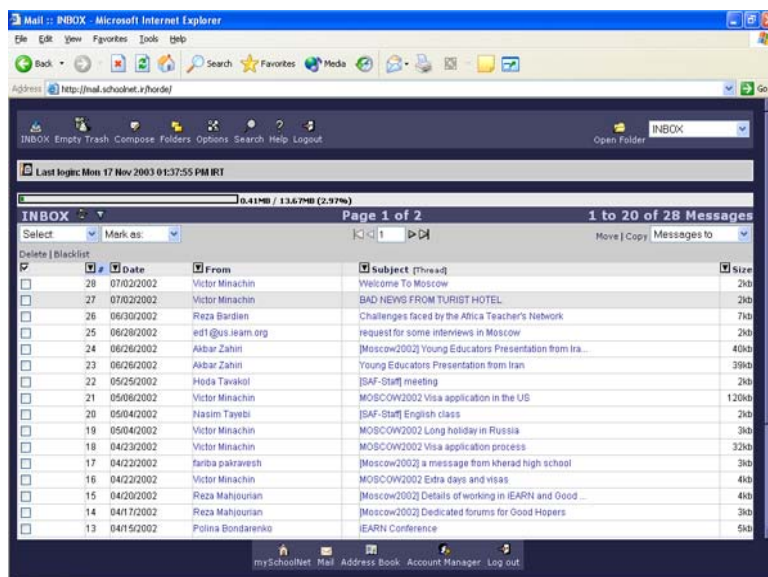 Mail :: INBOX - Microsoft Internet Explorer
File Edit View Favorites Tools Help
Back Search Favorites Media
Address http://mail.schoolnet.ir/horde/ Go
INBOX Empty Trash Compose Folders Options Search Help Logout Open Folder INBOX
Last login: Mon 17 Nov 2003 01:37:55 PM IRT
0.41MB / 13.67MB (2.97%)
INBOX Page 1 of 2 1 to 20 of 28 Messages
Select Mark as: 1 Move | Copy Messages to
Delete | Blacklist
# Date From Subject [Thread] Size
28 07/02/2002 Victor Minachin Welcome To Moscow 2kb
27 07/02/2002 Victor Minachin BAD NEWS FROM TURIST HOTEL 2kb
26 06/30/2002 Reza Bardien Challenges faced by the Africa Teacher's Network 7kb
25 06/28/2002 ed1@us.iearn.org request for some interviews in Moscow 2kb
24 06/26/2002 Akbar Zahiri [Moscow2002] Young Educators Presentation from Ira... 40kb
23 06/26/2002 Akbar Zahiri Young Educators Presentation from Iran 39kb
22 05/25/2002 Hoda Tavakol [SAF-Staff] meeting 2kb
21 05/06/2002 Victor Minachin MOSCOW2002 Visa application in the US 120kb
20 05/04/2002 Nasim Tayebi [SAF-Staff] English class 2kb
19 05/04/2002 Victor Minachin MOSCOW2002 Long holiday in Russia 3kb
18 04/23/2002 Victor Minachin MOSCOW2002 Visa application process 32kb
17 04/22/2002 fariba pakravesh [Moscow2002] a message from kherad high school 3kb
16 04/22/2002 Victor Minachin MOSCOW2002 Extra days and visas 4kb
15 04/20/2002 Reza Mahjourian [Moscow2002] Details of working in iEARN and Good ... 4kb
14 04/17/2002 Reza Mahjourian [Moscow2002] Dedicated forums for Good Hopers 3kb
13 04/15/2002 Polina Bondarenko iEARN Conference 5kb
mySchoolNet Mail Address Book Account Manager Log out